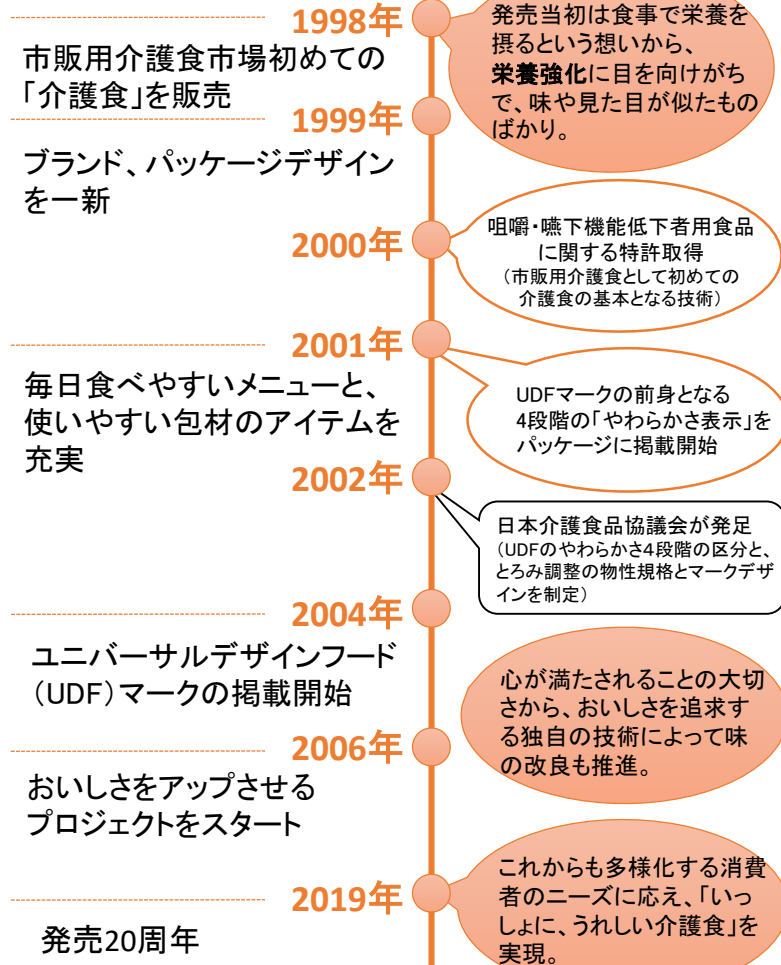 1998年
発売当初は食事で栄養を
摂るという想いから、
栄養強化に目を向けがち
で、味や見た目が似たもの
ばかり。
市販用介護食市場初めての
「介護食」を販売
1999年
ブランド、パッケージデザイン
を一新
2000年
咀嚼・嚥下機能低下者用食品
に関する特許取得
（市販用介護食として初めての
介護食の基本となる技術）
2001年
毎日食べやすいメニューと、
使いやすい包材のアイテムを
充実
UDFマークの前身となる
4段階の「やわらかさ表示」を
パッケージに掲載開始
2002年
日本介護食品協議会が発足
（UDFのやわらかさ4段階の区分と、
とろみ調整の物性規格とマークデザ
インを制定）
2004年
ユニバーサルデザインフード
（UDF）マークの掲載開始
心が満たされることの大切
さから、おいしさを追求す
る独自の技術によって味
の改良も推進。
2006年
おいしさをアップさせる
プロジェクトをスタート
2019年
これからも多様化する消費
者のニーズに応え、「いっ
しょに、うれしい介護食」を
実現。
発売20周年